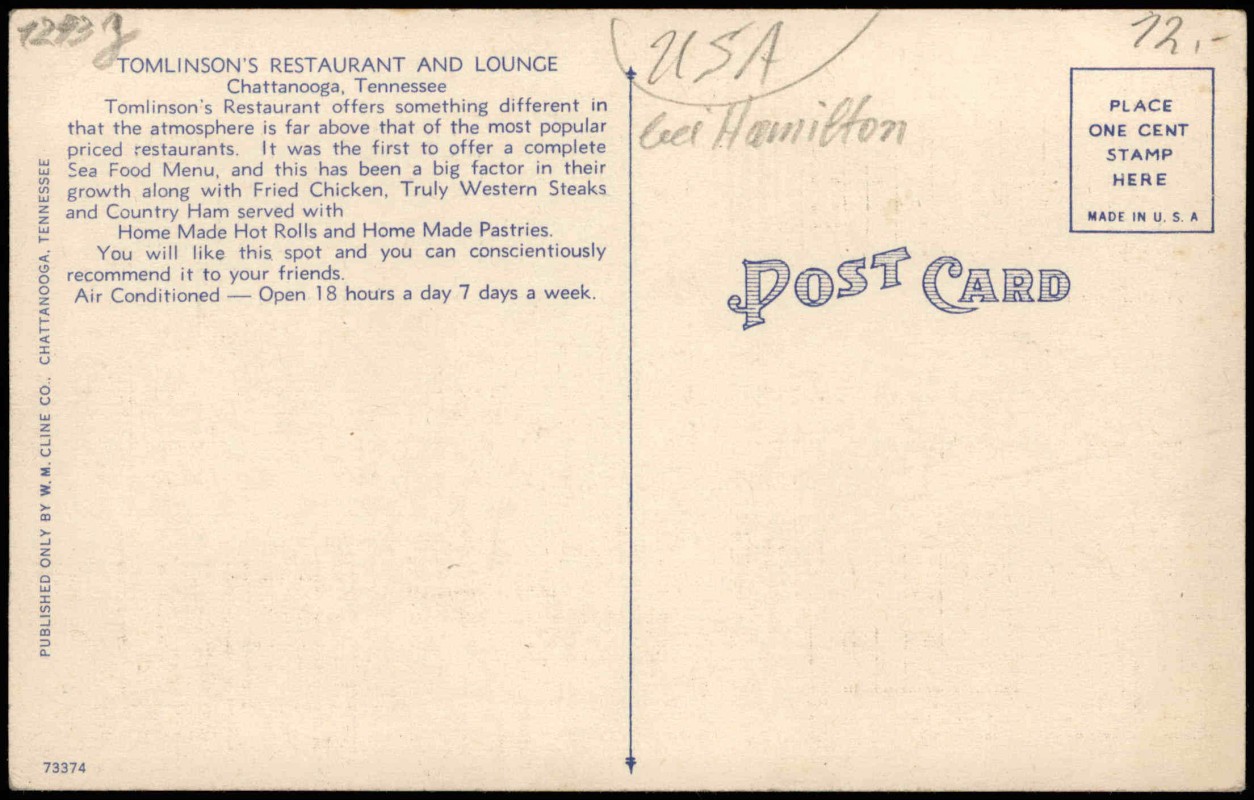 TOMLINSON'S RESTAURANT AND LOUNGE
Chattanooga, Tennessee
Tomlinson's Restaurant offers something different in
that the atmosphere is far above that of the most popular
priced restaurants. It was the first to offer a complete
Sea Food Menu, and this has been a big factor in their
growth along with Fried Chicken, Truly Western Steaks
and Country Ham served with
Home Made Hot Rolls and Home Made Pastries.
You will like this spot and you can conscientiously
recommend it to your friends.
Air Conditioned — Open 18 hours a day 7 days a week.
PUBLISHED ONLY BY W. M. CLINE CO., CHATTANOOGA, TENNESSEE
73374
USA
bei Hamilton
12,-
PLACE
ONE CENT
STAMP
HERE
MADE IN U. S. A
POST CARD